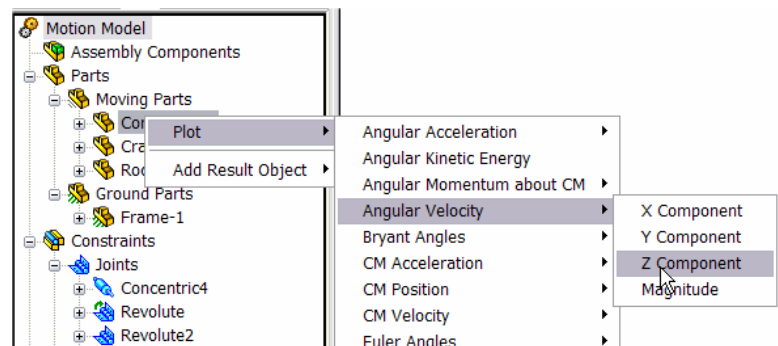 Motion Model
Assembly Components
Parts
Moving Parts
Plot
Add Result Object
Ground Parts
Frame-1
Constraints
Joints
Concentric4
Revolute
Revolute2
Angular Acceleration
Angular Kinetic Energy
Angular Momentum about CM
Angular Velocity
Bryant Angles
CM Acceleration
CM Position
CM Velocity
Euler Angles
X Component
Y Component
Z Component
Magnitude